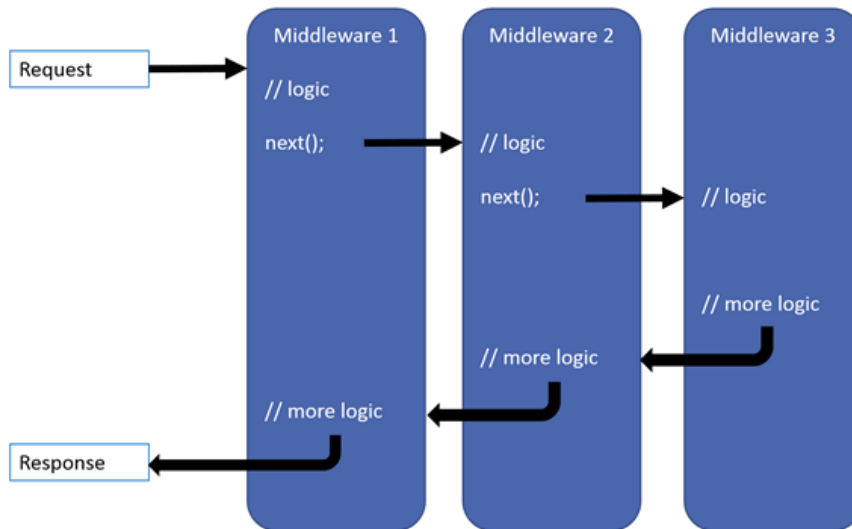 Middleware 1
Middleware 2
Middleware 3
Request
// logic
next();
// logic
next();
// logic
// more logic
// more logic
// more logic
Response